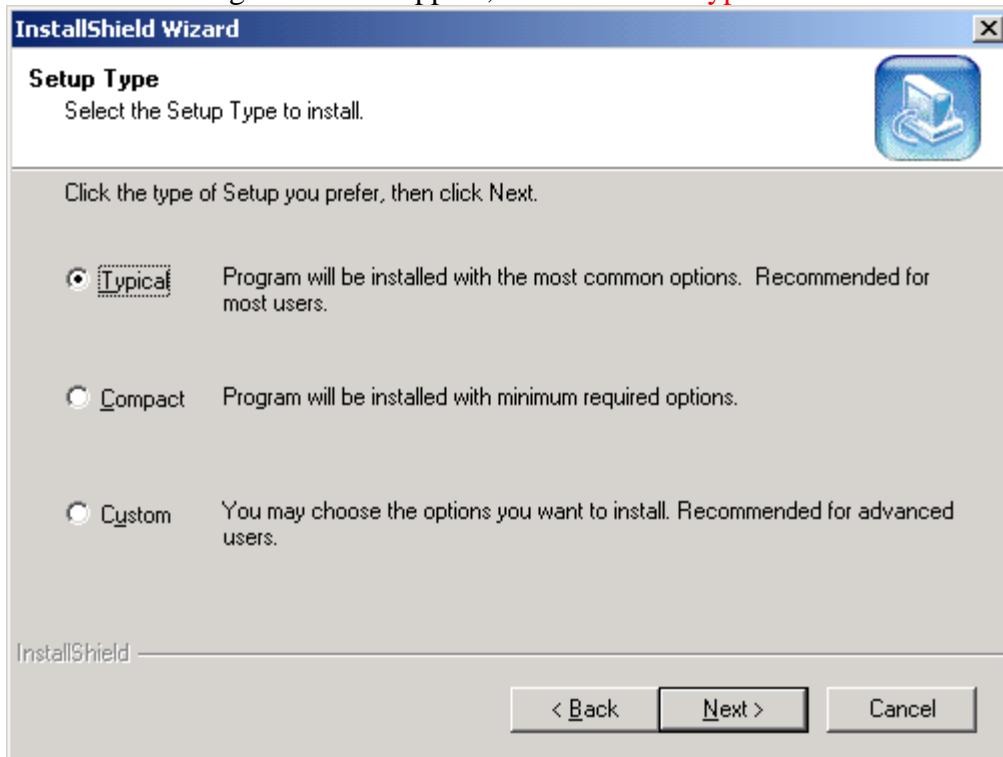 InstallShield Wizard
Setup Type
Select the Setup Type to install.
Click the type of Setup you prefer, then click Next.
Typical Program will be installed with the most common options. Recommended for
most users.
Compact Program will be installed with minimum required options.
Custom You may choose the options you want to install. Recommended for advanced
users.
InstallShield
< Back Next > Cancel